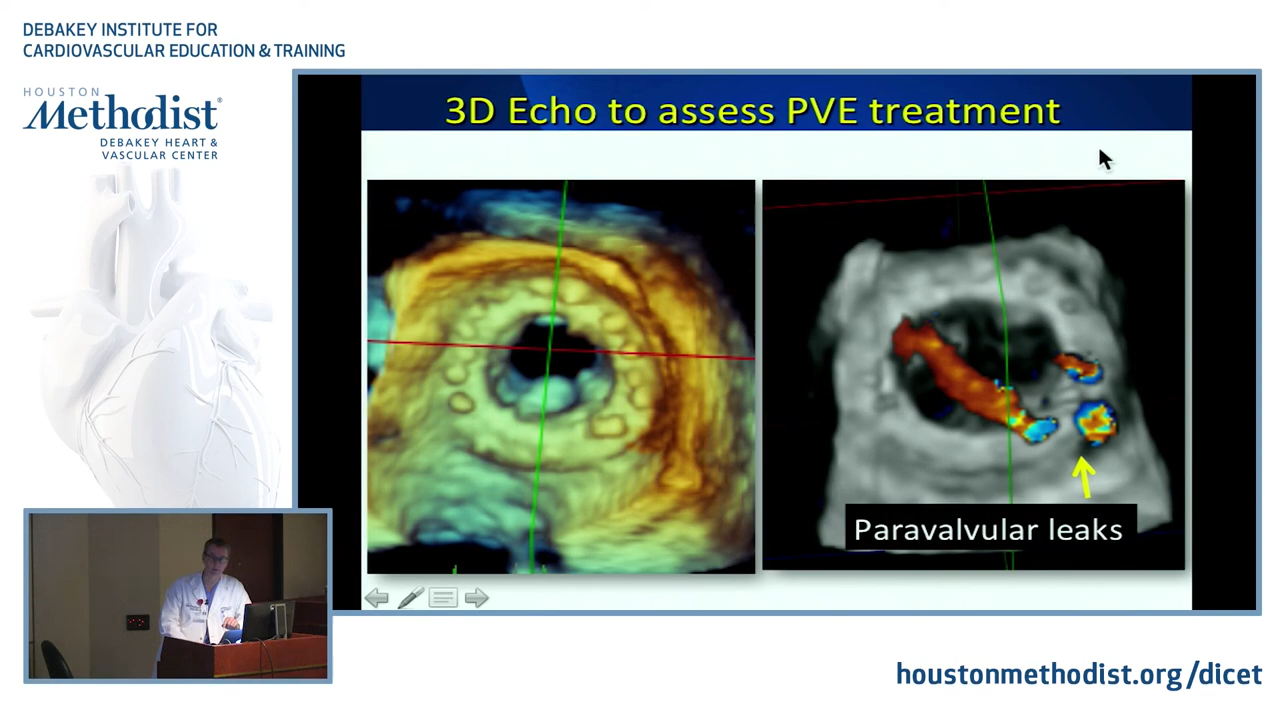 DEBAKEY INSTITUTE FOR
CARDIOVASCULAR EDUCATION & TRAINING
HOUSTON
Methodist®
DEBAKEY HEART &
VASCULAR CENTER
3D Echo to assess PVE treatment
Paravalvular leaks
houstonmethodist.org/dicet